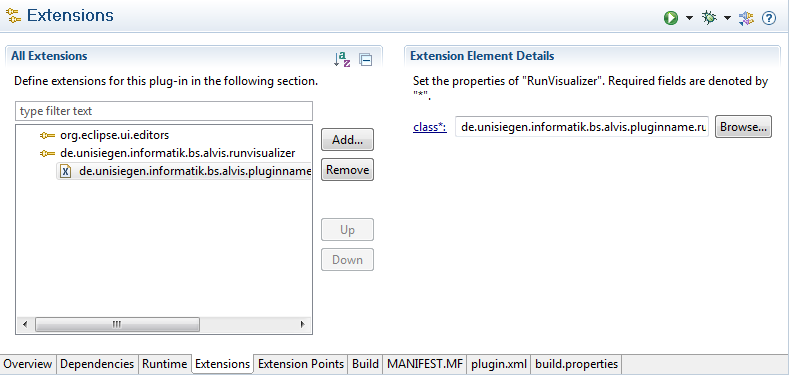 Extensions
All Extensions
Define extensions for this plug-in in the following section.
type filter text
org.eclipse.ui.editors
de.unisiegen.informatik.bs.alvis.runvisualizer
de.unisiegen.informatik.bs.alvis.pluginname
Add...
Remove
Up
Down
Extension Element Details
Set the properties of "RunVisualizer". Required fields are denoted by
"*".
class*: de.unisiegen.informatik.bs.alvis.pluginname.ru Browse...
Overview Dependencies Runtime Extensions Extension Points Build MANIFEST.MF plugin.xml build.properties